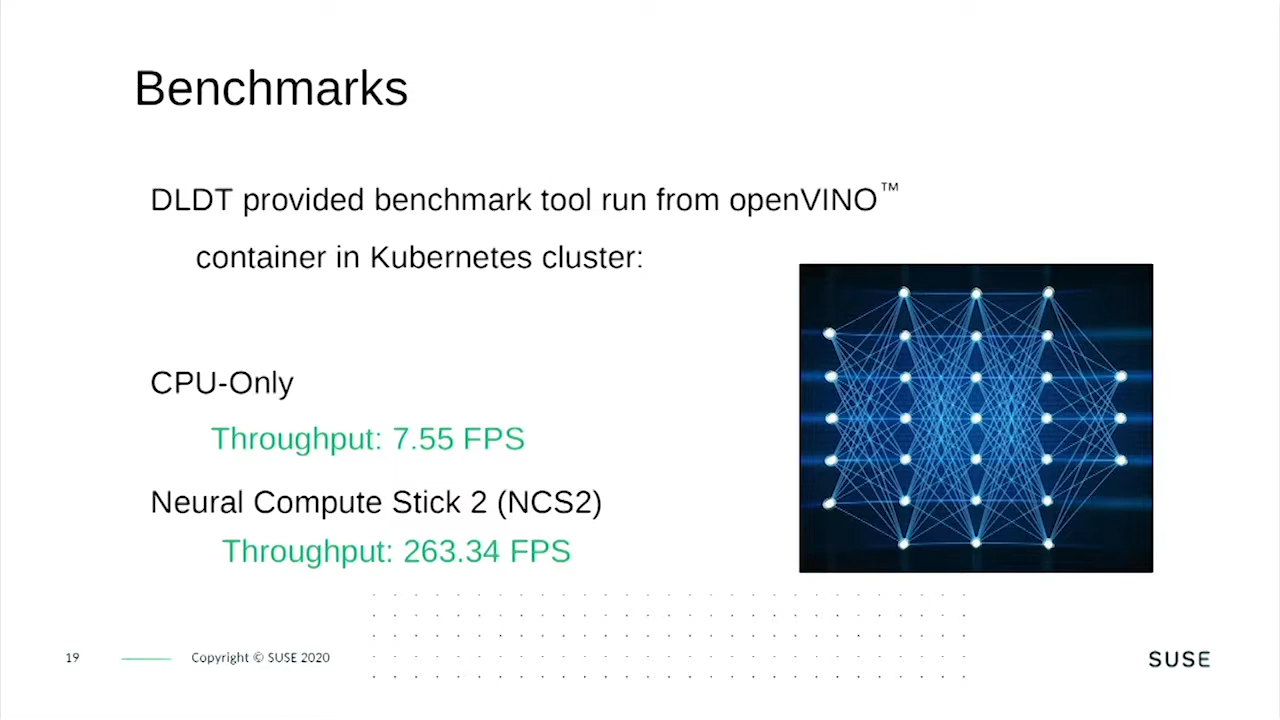 Benchmarks
DLDT provided benchmark tool run from openVINO™
container in Kubernetes cluster:
CPU-Only
Throughput: 7.55 FPS
Neural Compute Stick 2 (NCS2)
Throughput: 263.34 FPS
19
Copyright © SUSE 2020
SUSE